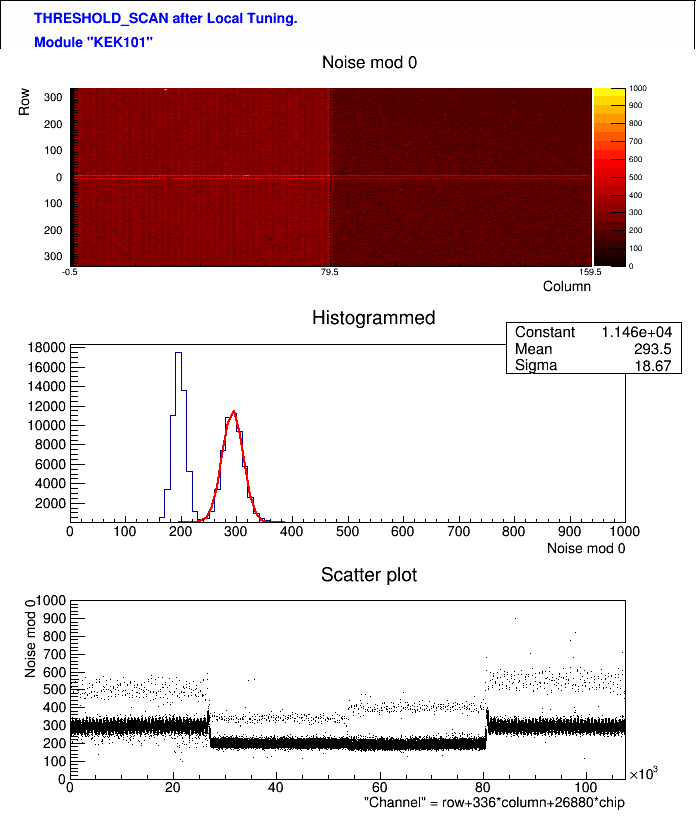 THRESHOLD_SCAN after Local Tuning.
Module "KEK101"
Noise mod 0
Row
300
200
100
0
100
200
300
-0.5
79.5
159.5
Column
1000
900
800
700
600
500
400
300
200
100
0
Histogrammed
Constant 1.146e+04
Mean 293.5
Sigma 18.67
18000
16000
14000
12000
10000
8000
6000
4000
2000
0 100 200 300 400 500 600 700 800 900 1000
Noise mod 0
Scatter plot
Noise mod 0
1000
900
800
700
600
500
400
300
200
100
0
0 20 40 60 80 100
×10³
"Channel" = row+336*column+26880*chip